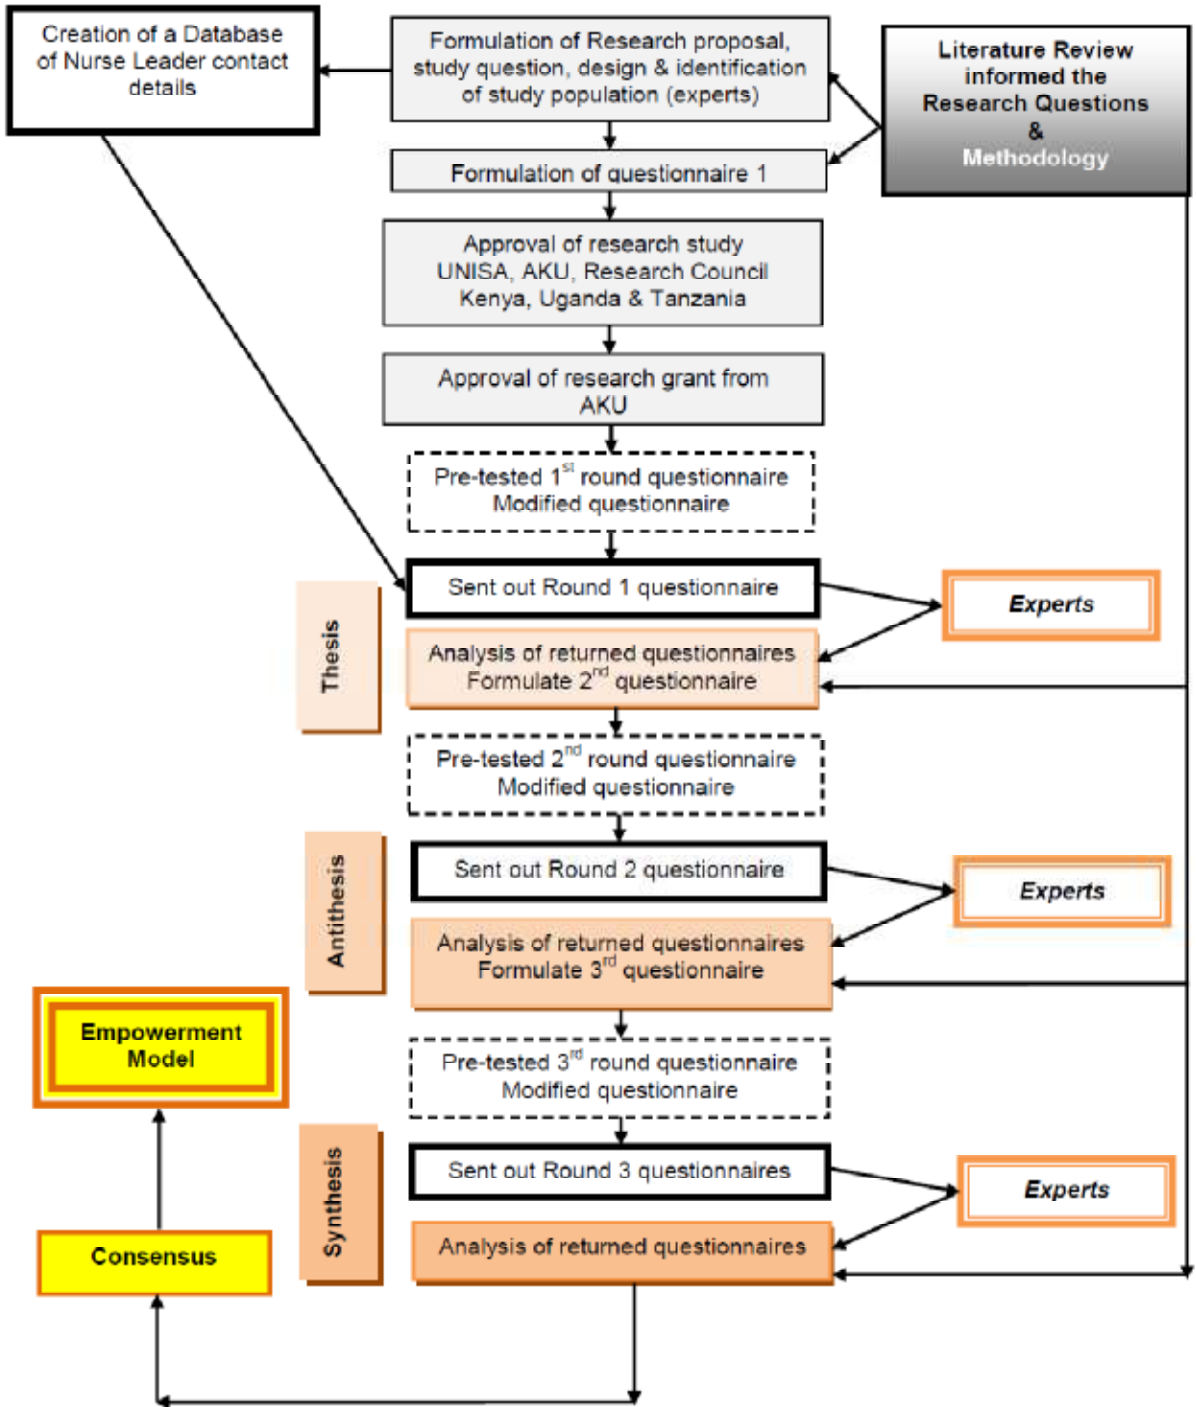 Creation of a Database
of Nurse Leader contact
details
Formulation of Research proposal,
study question, design & identification
of study population (experts)
Literature Review
informed the
Research Questions
&
Methodology
Formulation of questionnaire 1
Approval of research study
UNISA, AKU, Research Council
Kenya, Uganda & Tanzania
Approval of research grant from
AKU
Pre-tested 1st round questionnaire
Modified questionnaire
Thesis
Sent out Round 1 questionnaire
Experts
Analysis of returned questionnaires
Formulate 2nd questionnaire
Pre-tested 2nd round questionnaire
Modified questionnaire
Antithesis
Sent out Round 2 questionnaire
Experts
Analysis of returned questionnaires
Formulate 3rd questionnaire
Empowerment
Model
Pre-tested 3rd round questionnaire
Modified questionnaire
Synthesis
Sent out Round 3 questionnaires
Experts
Analysis of returned questionnaires
Consensus